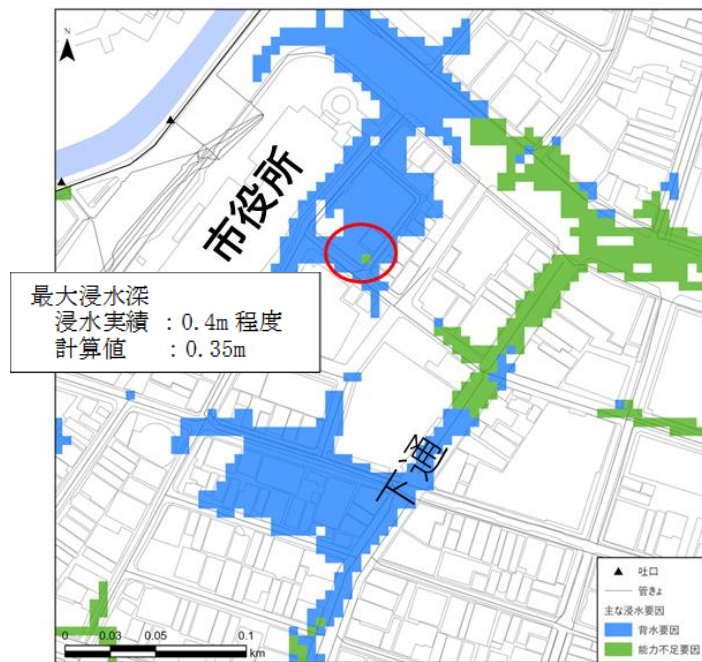 N
市役所
最大浸水深
浸水実績 : 0.4m 程度
計算値 : 0.35m
下通
吐口
管きょ
主な浸水要因
背水要因
能力不足要因
0 0.03 0.05 0.1
km